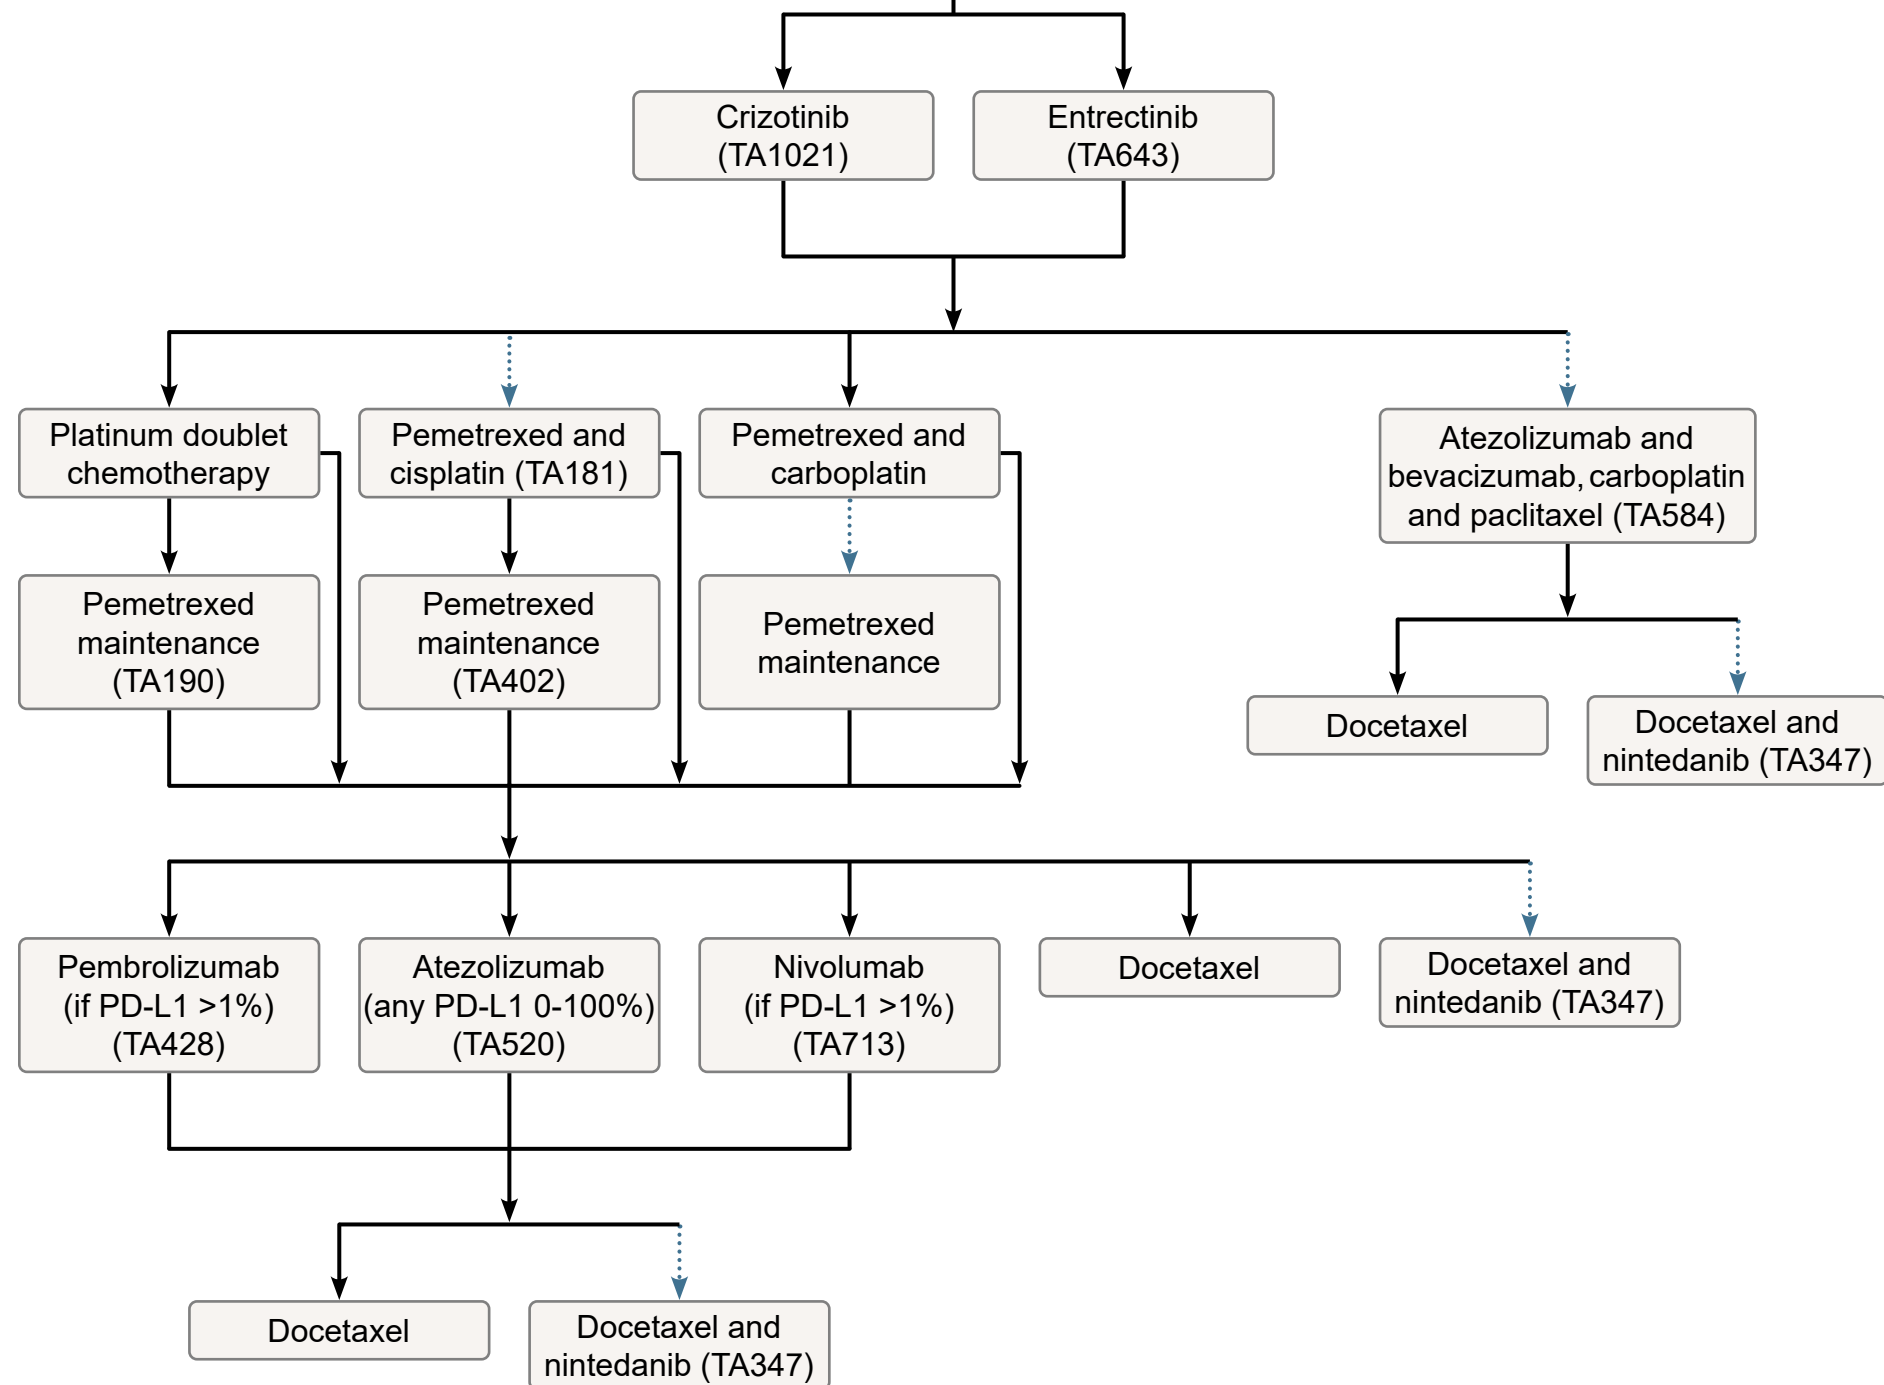 Crizotinib
(TA1021)
Entrectinib
(TA643)
Platinum doublet
chemotherapy
Pemetrexed and
cisplatin (TA181)
Pemetrexed and
carboplatin
Atezolizumab and
bevacizumab, carboplatin
and paclitaxel (TA584)
Pemetrexed
maintenance
(TA190)
Pemetrexed
maintenance
(TA402)
Pemetrexed
maintenance
Docetaxel
Docetaxel and
nintedanib (TA347)
Pembrolizumab
(if PD-L1 >1%)
(TA428)
Atezolizumab
(any PD-L1 0-100%)
(TA520)
Nivolumab
(if PD-L1 >1%)
(TA713)
Docetaxel
Docetaxel and
nintedanib (TA347)
Docetaxel
Docetaxel and
nintedanib (TA347)